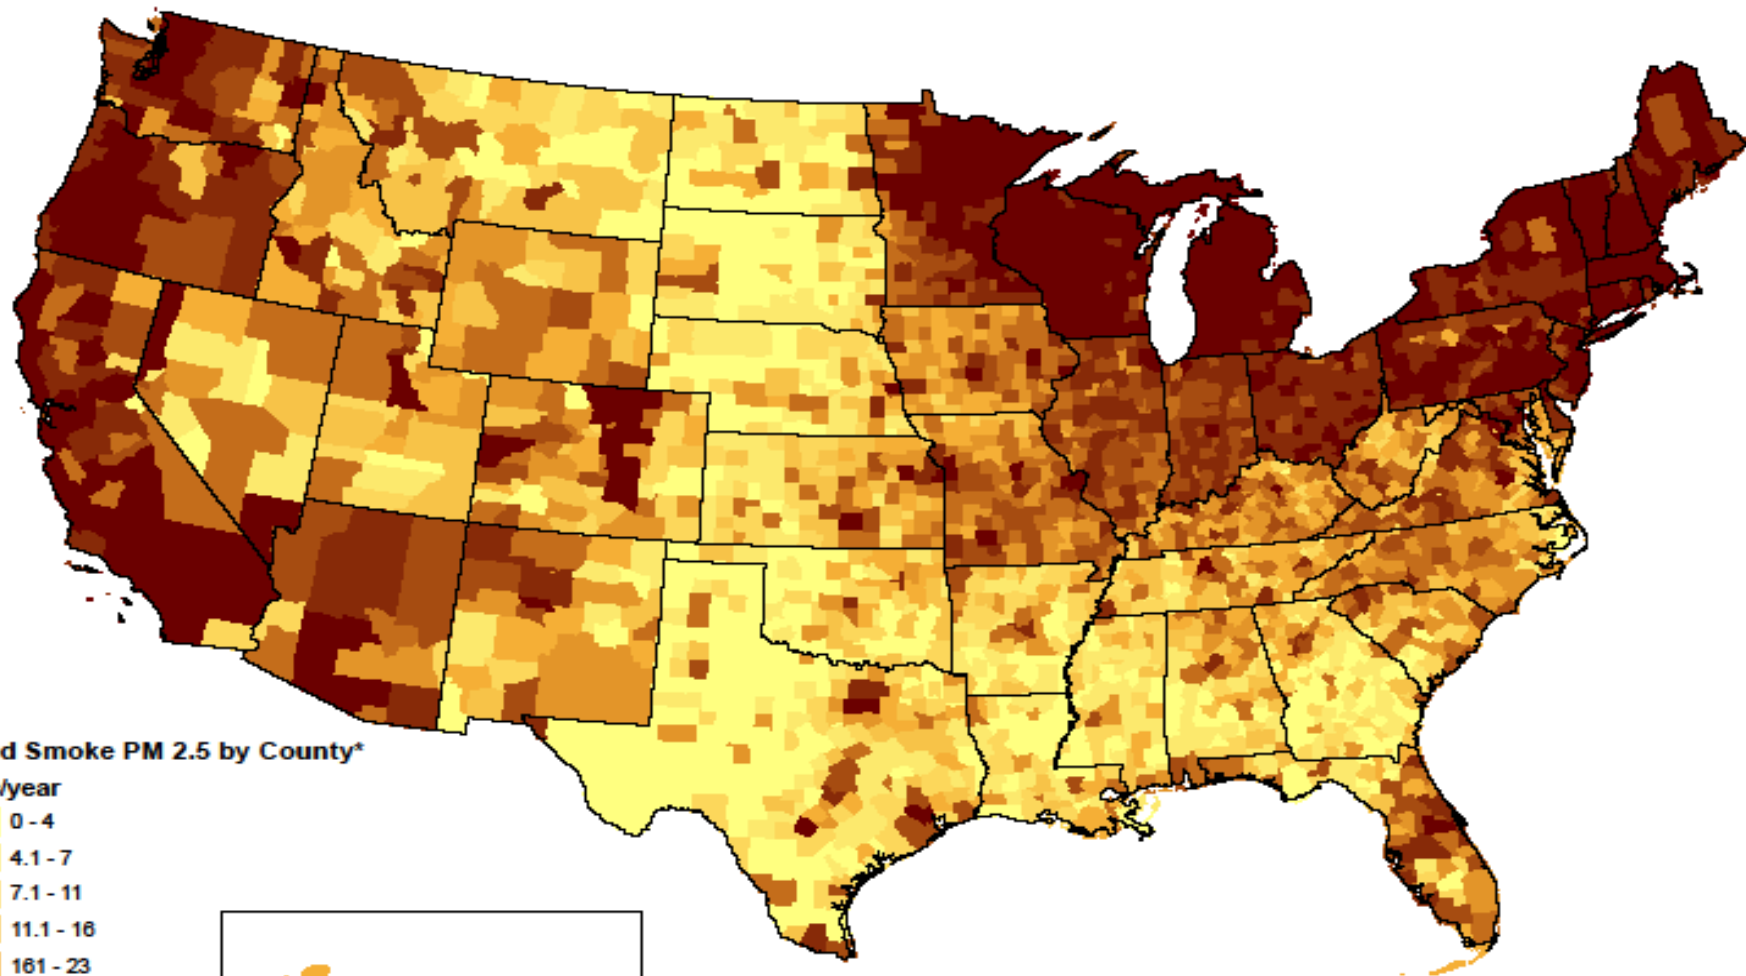 d Smoke PM 2.5 by County*
/year
0 - 4
4.1 - 7
7.1 - 11
11.1 - 16
161 - 23